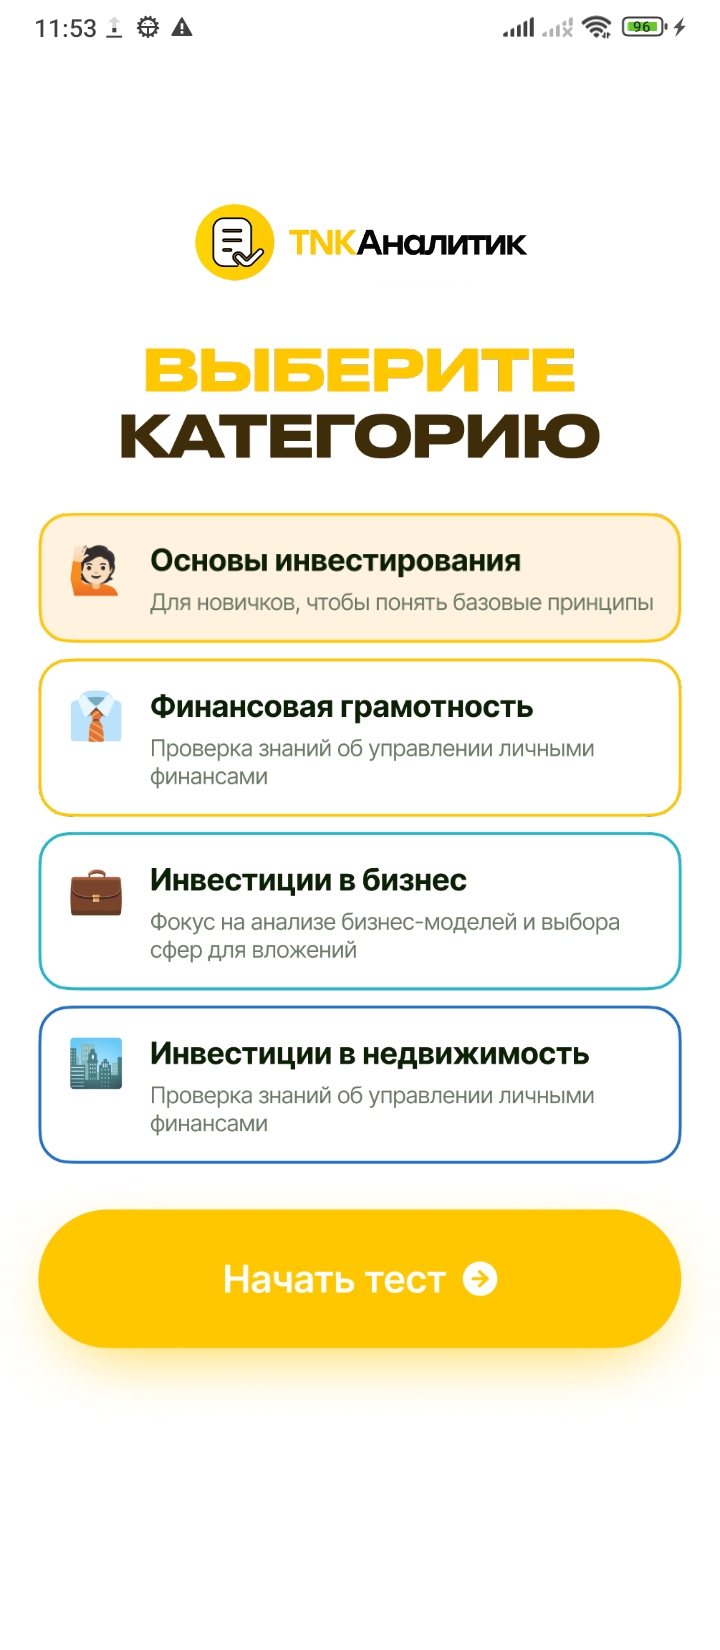 11:53
96
TNKАналитик
ВЫБЕРИТЕ
КАТЕГОРИЮ
Основы инвестирования
Для новичков, чтобы понять базовые принципы
Финансовая грамотность
Проверка знаний об управлении личными
финансами
Инвестиции в бизнес
Фокус на анализе бизнес-моделей и выбора
сфер для вложений
Инвестиции в недвижимость
Проверка знаний об управлении личными
финансами
Начать тест